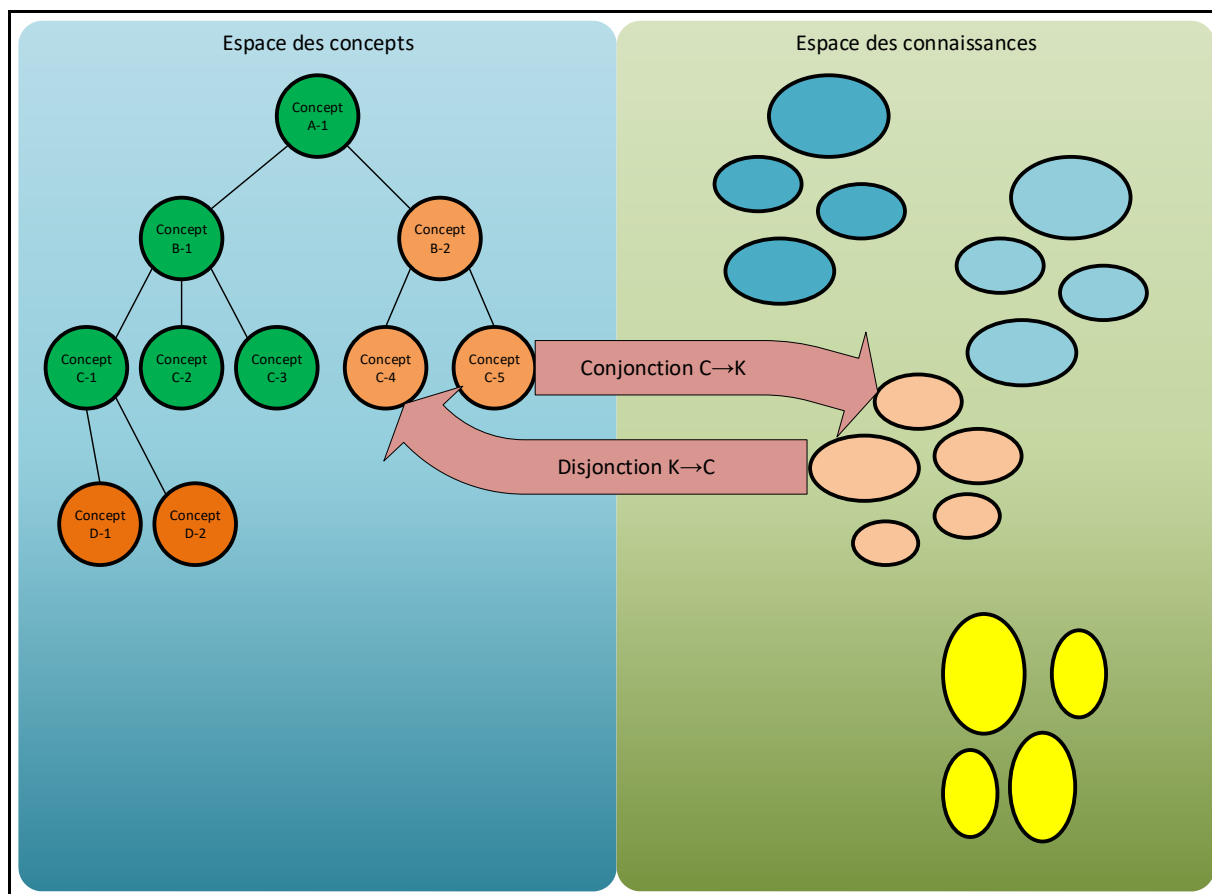 Espace des concepts
Espace des connaissances
Concept
A-1
Concept
B-1
Concept
B-2
Concept
C-1
Concept
C-2
Concept
C-3
Concept
C-4
Concept
C-5
Conjonction C→K
Disjonction K→C
Concept
D-1
Concept
D-2